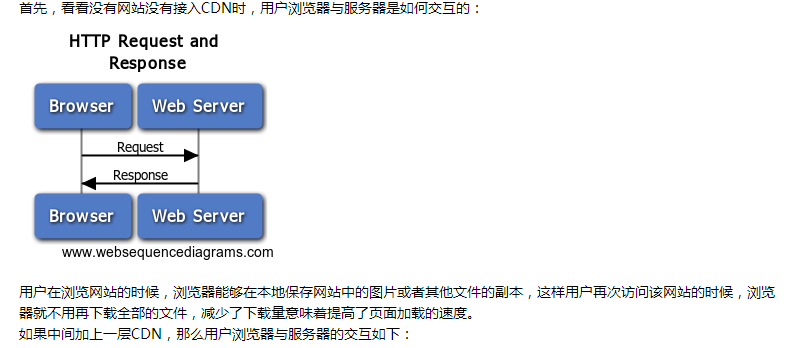 首先，看看没有网站没有接入CDN时，用户浏览器与服务器是如何交互的：
HTTP Request and
Response
Browser
Web Server
Request
Response
Browser
Web Server
www.websequencediagrams.com
用户在浏览网站的时候，浏览器能够在本地保存网站中的图片或者其他文件的副本，这样用户再次访问该网站的时候，浏览
器就不用再下载全部的文件，减少了下载量意味着提高了页面加载的速度。
如果中间加上一层CDN，那么用户浏览器与服务器的交互如下：